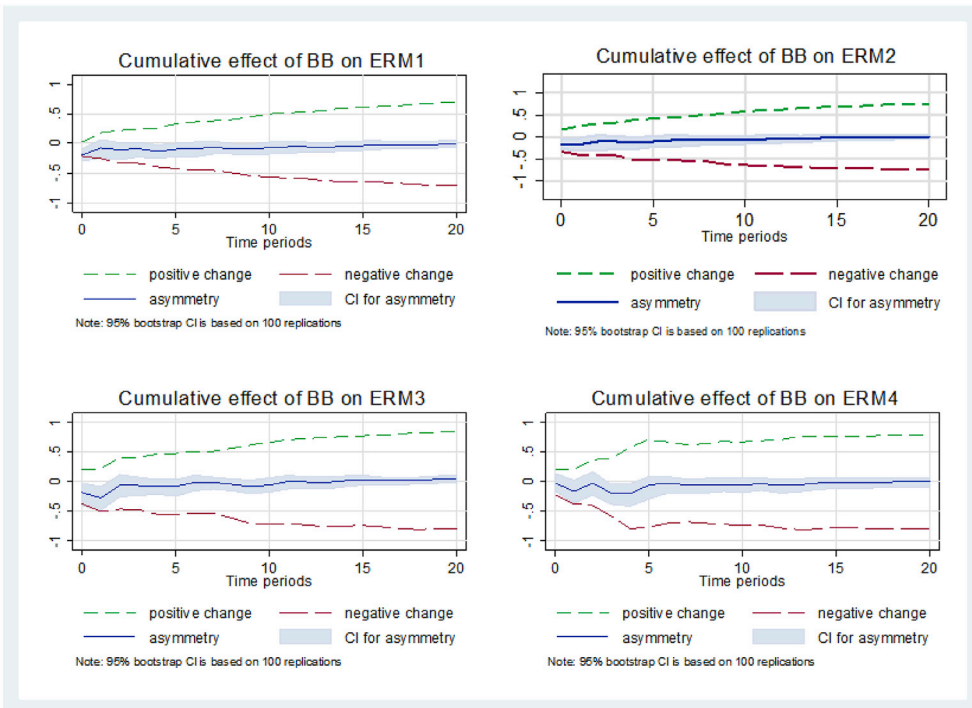 Cumulative effect of BB on ERM1
1
.5
0
-.5
-1
0 5 10 15 20
Time periods
positive change negative change
asymmetry CI for asymmetry
Note: 95% bootstrap CI is based on 100 replications
Cumulative effect of BB on ERM2
1
.5
0
-.5
-1
0 5 10 15 20
Time periods
positive change negative change
asymmetry CI for asymmetry
Note: 95% bootstrap CI is based on 100 replications
Cumulative effect of BB on ERM3
1
.5
0
-.5
-1
0 5 10 15 20
Time periods
positive change negative change
asymmetry CI for asymmetry
Note: 95% bootstrap CI is based on 100 replications
Cumulative effect of BB on ERM4
1
.5
0
-.5
-1
0 5 10 15 20
Time periods
positive change negative change
asymmetry CI for asymmetry
Note: 95% bootstrap CI is based on 100 replications